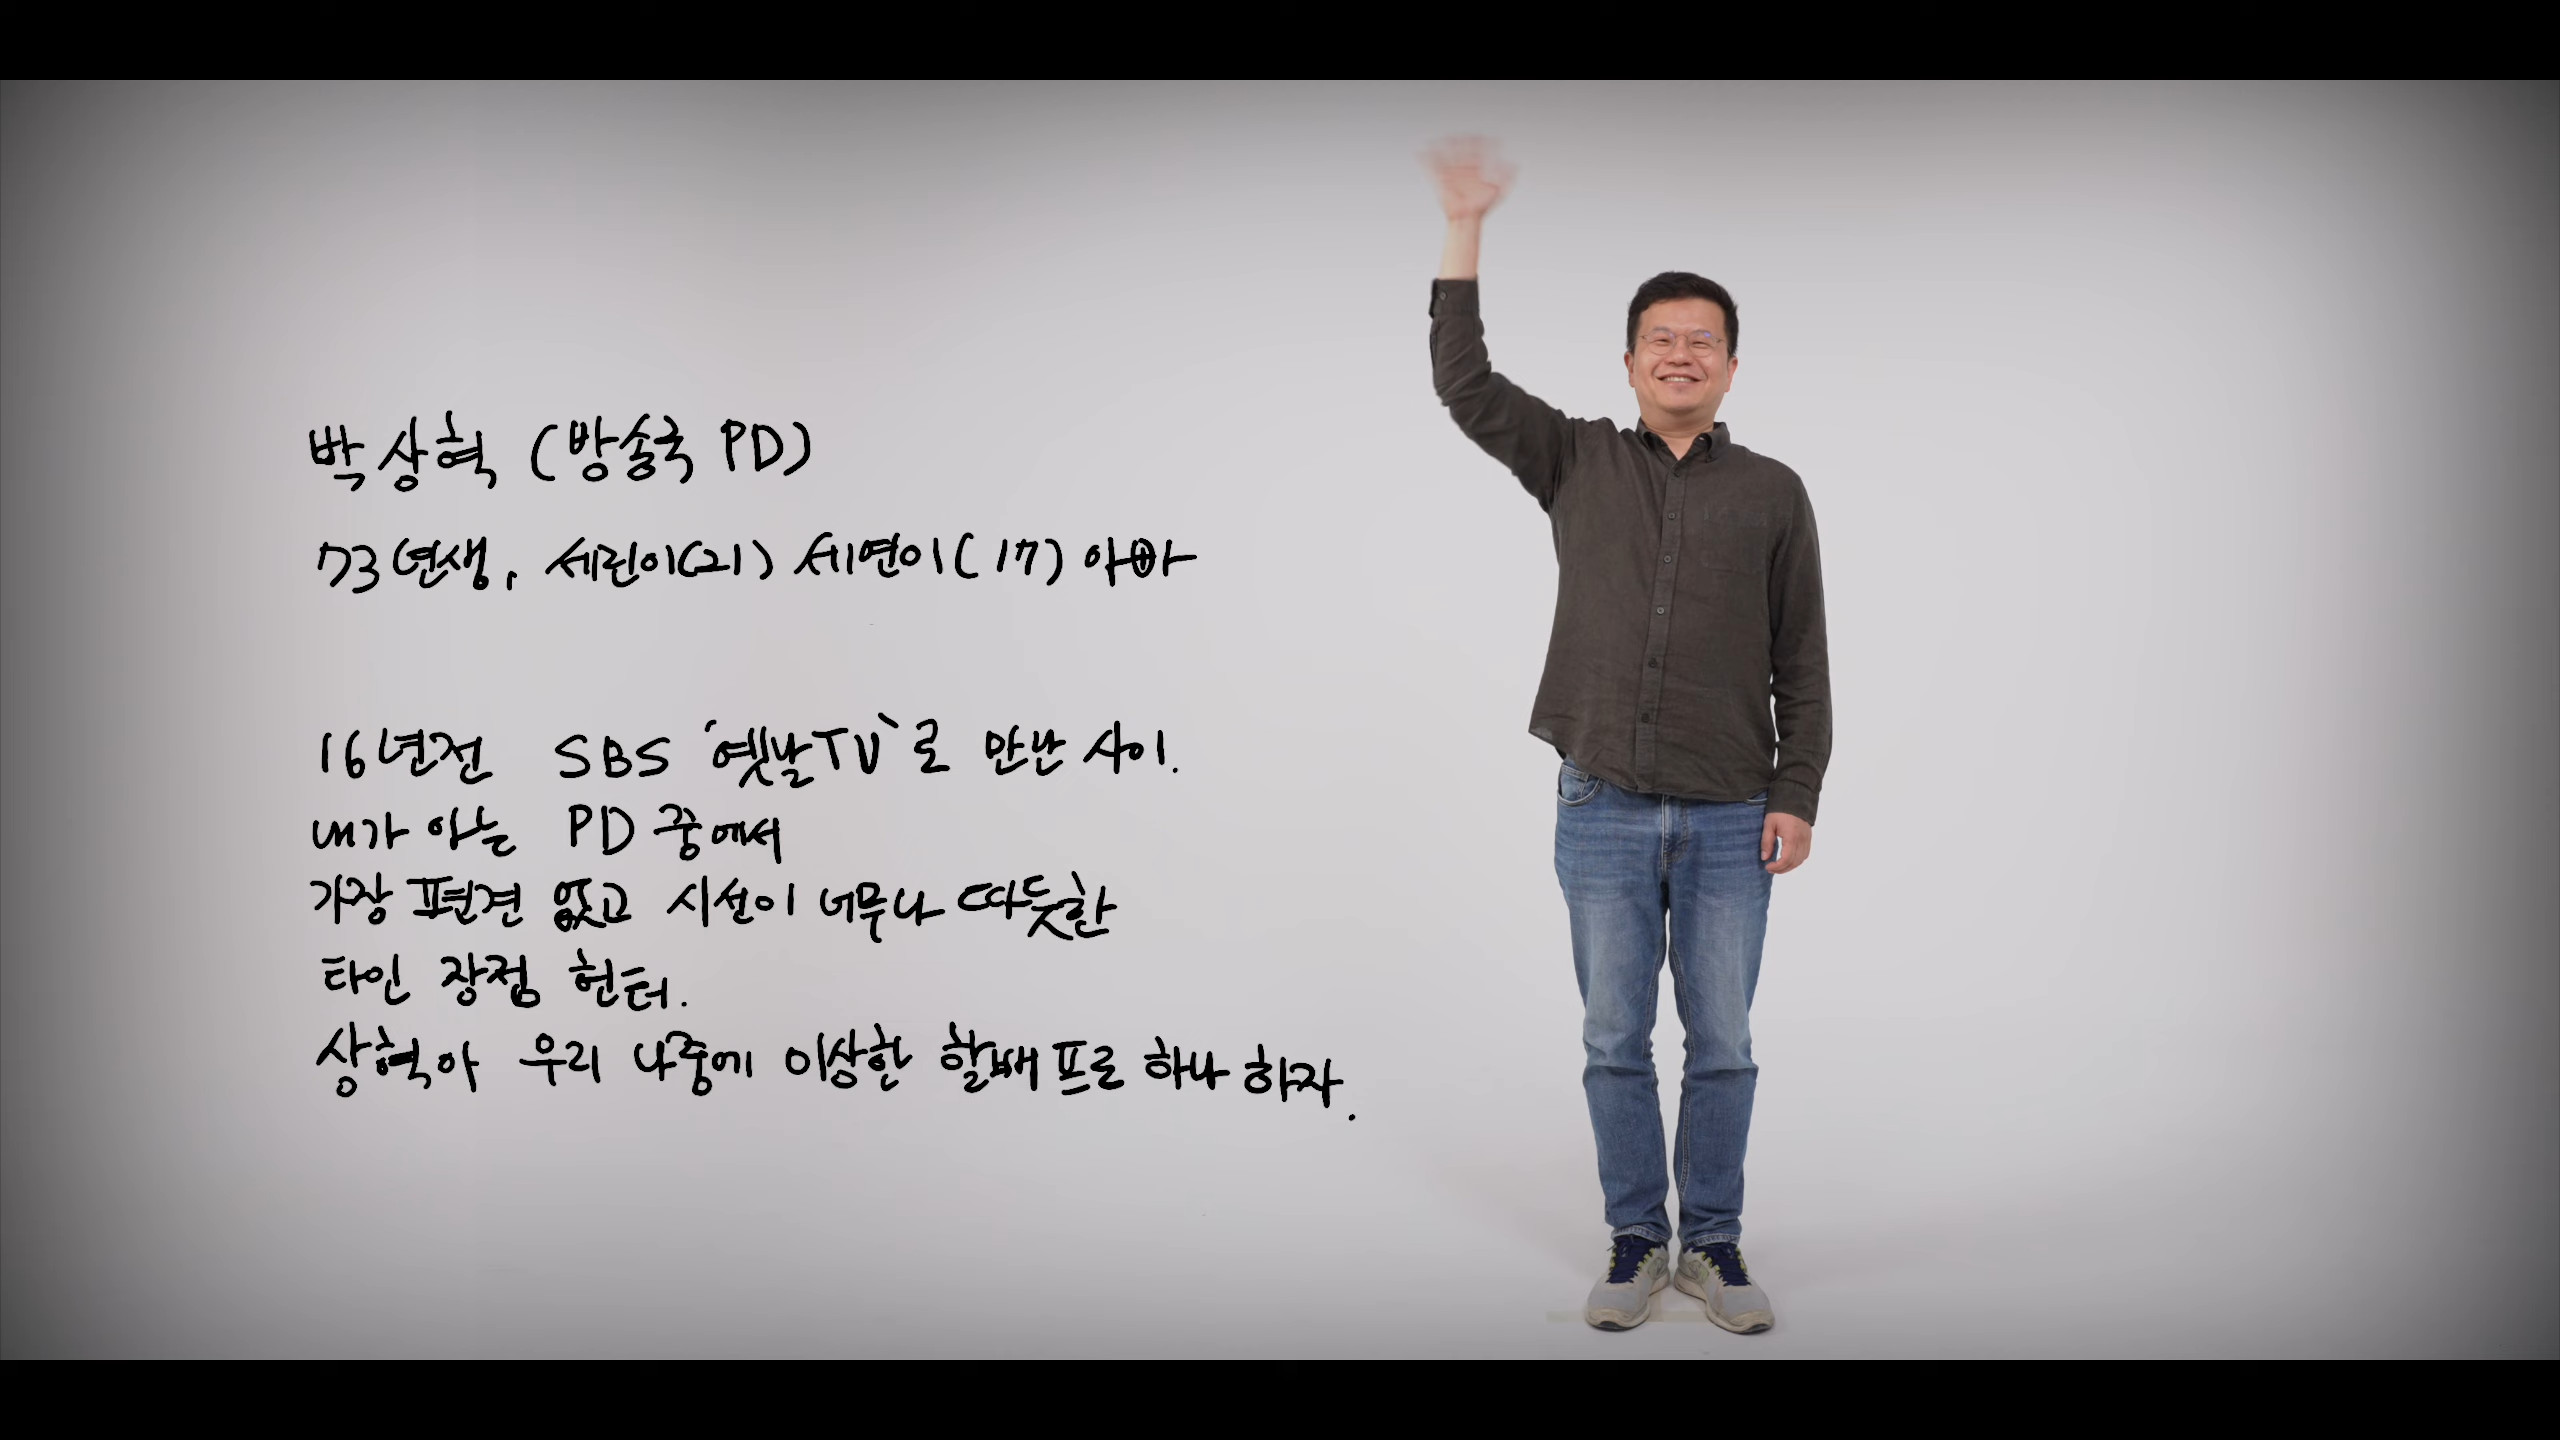 박상혁 (방송국 PD)
73년생, 세린이(21) 세연이(17) 아빠
16년전 SBS '옛날TV'로 만난 사이.
내가 아는 PD 중에서
가장 편견 없고 시선이 너무나 따듯한
타인 장점 헌터.
상혁아 우리 나중에 이상한 할배 프로 하나 하자.